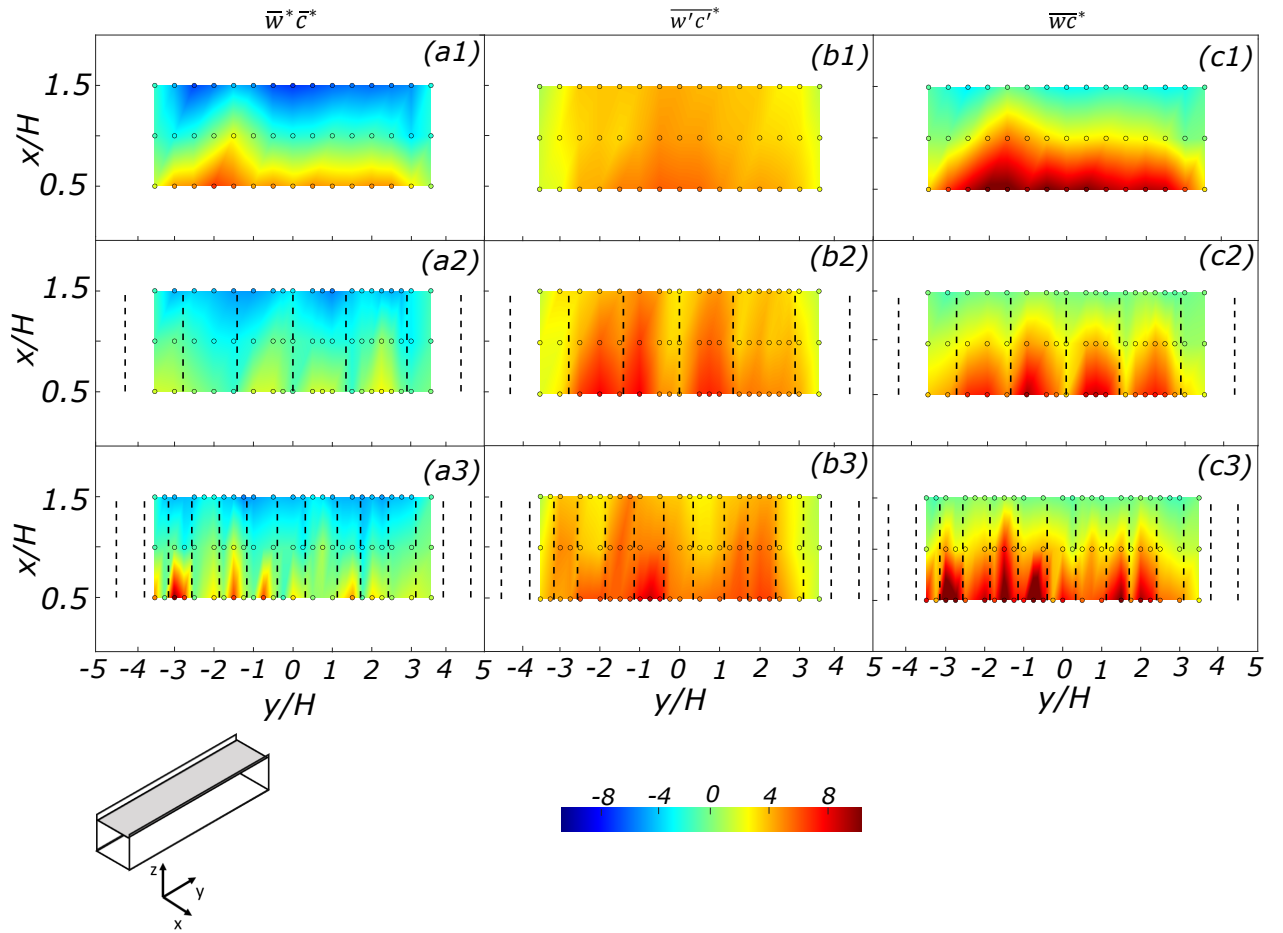 w̅* c̅*    w′c′*    wc*
(a1) (b1) (c1)
x/H 1.5
0.5
(a2) (b2) (c2)
x/H 1.5
0.5
(a3) (b3) (c3)
x/H 1.5
0.5
-5 -4 -3 -2 -1 0 1 2 3 4 5 -4 -3 -2 -1 0 1 2 3 4 5 -4 -3 -2 -1 0 1 2 3 4 5
y/H y/H y/H
-8 -4 0 4 8
z
y
x